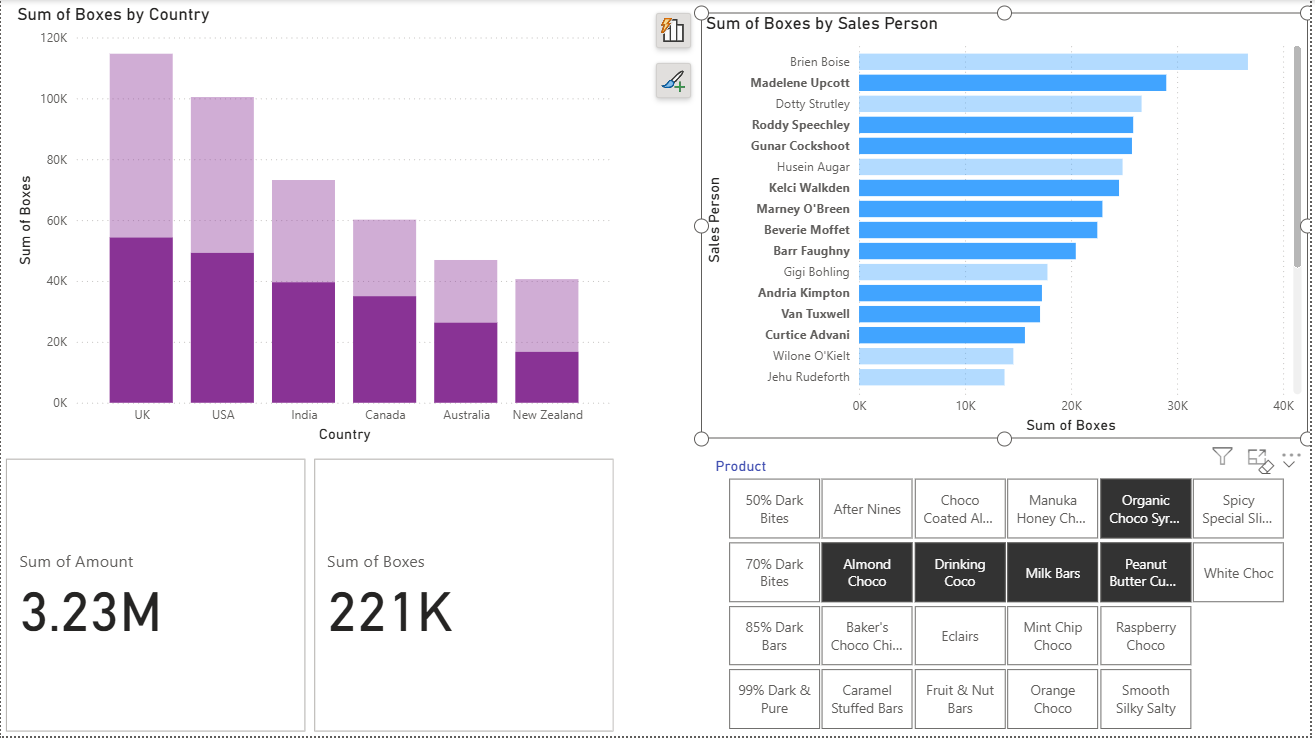 Sum of Boxes by Country
120K
100K
80K
60K
40K
20K
0K
Sum of Boxes
UK
USA
India
Canada
Australia
New Zealand
Country
Sum of Boxes by Sales Person
Sales Person
Brien Boise
Madelene Upcott
Dotty Strutley
Roddy Speechley
Gunar Cockshoot
Husein Augar
Kelci Walkden
Marney O'Breen
Beverie Moffet
Barr Faughny
Gigi Bohling
Andria Kimpton
Van Tuxwell
Curtice Advani
Wilone O'Kielt
Jehu Rudeforth
0K
10K
20K
30K
40K
Sum of Boxes
Sum of Amount
3.23M
Sum of Boxes
221K
Product
50% Dark
Bites
After Nines
Choco
Coated Al...
Manuka
Honey Ch...
Organic
Choco Syr...
Spicy
Special Sli...
70% Dark
Bites
Almond
Choco
Drinking
Coco
Milk Bars
Peanut
Butter Cu...
White Choc
85% Dark
Bars
Baker's
Choco Chi...
Eclairs
Mint Chip
Choco
Raspberry
Choco
99% Dark &
Pure
Caramel
Stuffed Bars
Fruit & Nut
Bars
Orange
Choco
Smooth
Silky Salty